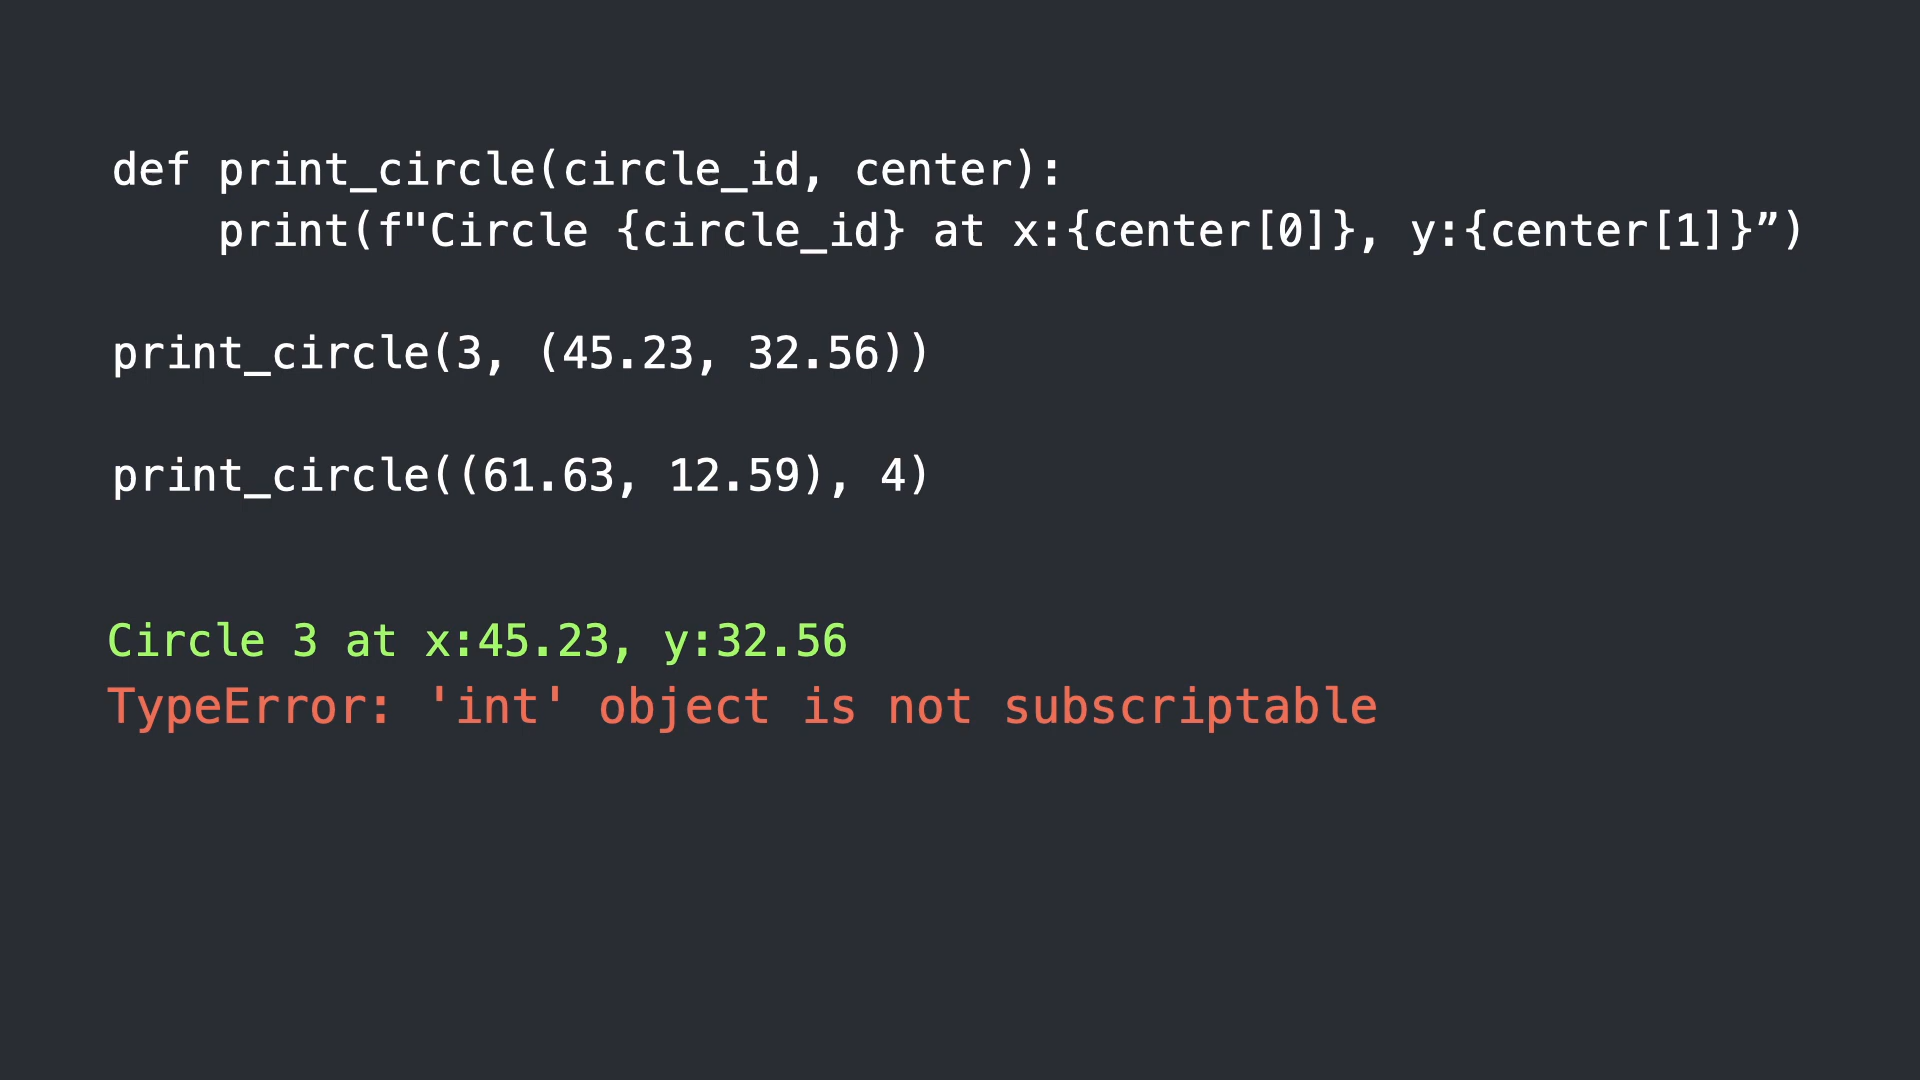 def print_circle(circle_id, center):
    print(f"Circle {circle_id} at x:{center[0]}, y:{center[1]}”)
print_circle(3, (45.23, 32.56))
print_circle((61.63, 12.59), 4)
Circle 3 at x:45.23, y:32.56
TypeError: 'int' object is not subscriptable